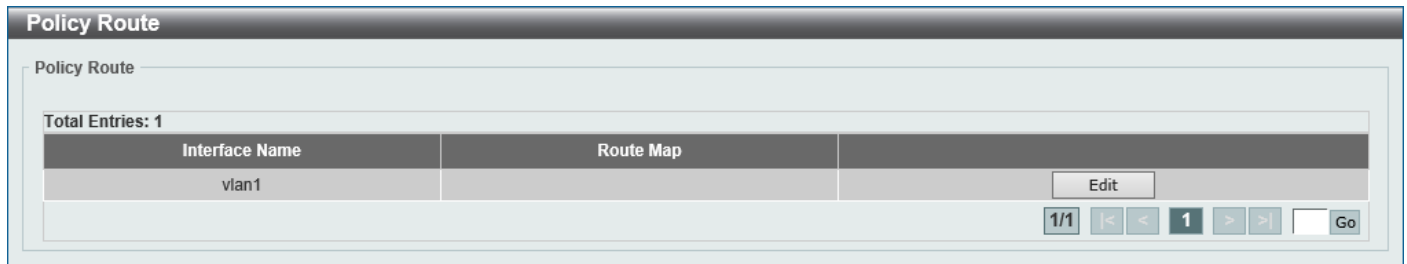 Policy Route
Policy Route
Total Entries: 1
Interface Name Route Map
vlan1 Edit
1/1 |< < 1 > >| Go